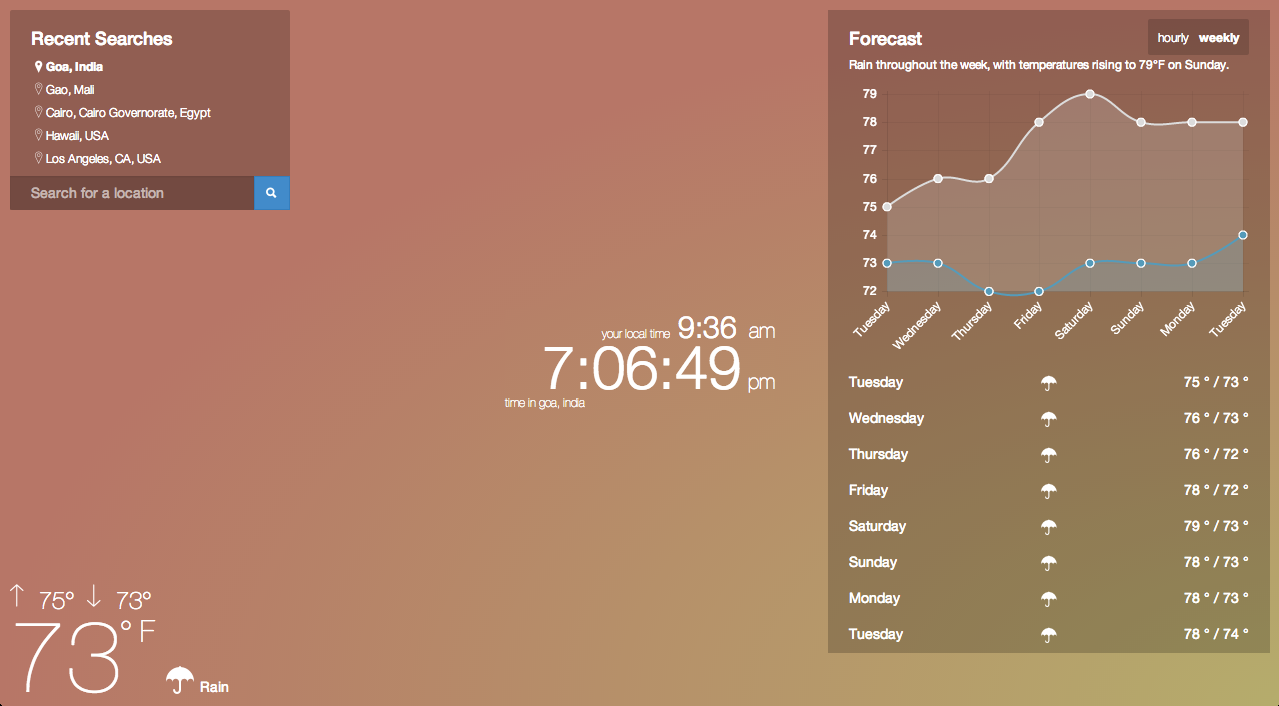 Recent Searches
Goa, India
Gao, Mali
Cairo, Cairo Governorate, Egypt
Hawaii, USA
Los Angeles, CA, USA
Search for a location
your local time 9:36 am
7:06:49 pm
time in goa, india
↑ 75° ↓ 73°
73° F
Rain
Forecast
hourly weekly
Rain throughout the week, with temperatures rising to 79°F on Sunday.
79
78
77
76
75
74
73
72
Tuesday Wednesday Thursday Friday Saturday Sunday Monday Tuesday
Tuesday 75 ° / 73 °
Wednesday 76 ° / 73 °
Thursday 76 ° / 72 °
Friday 78 ° / 72 °
Saturday 79 ° / 73 °
Sunday 78 ° / 73 °
Monday 78 ° / 73 °
Tuesday 78 ° / 74 °